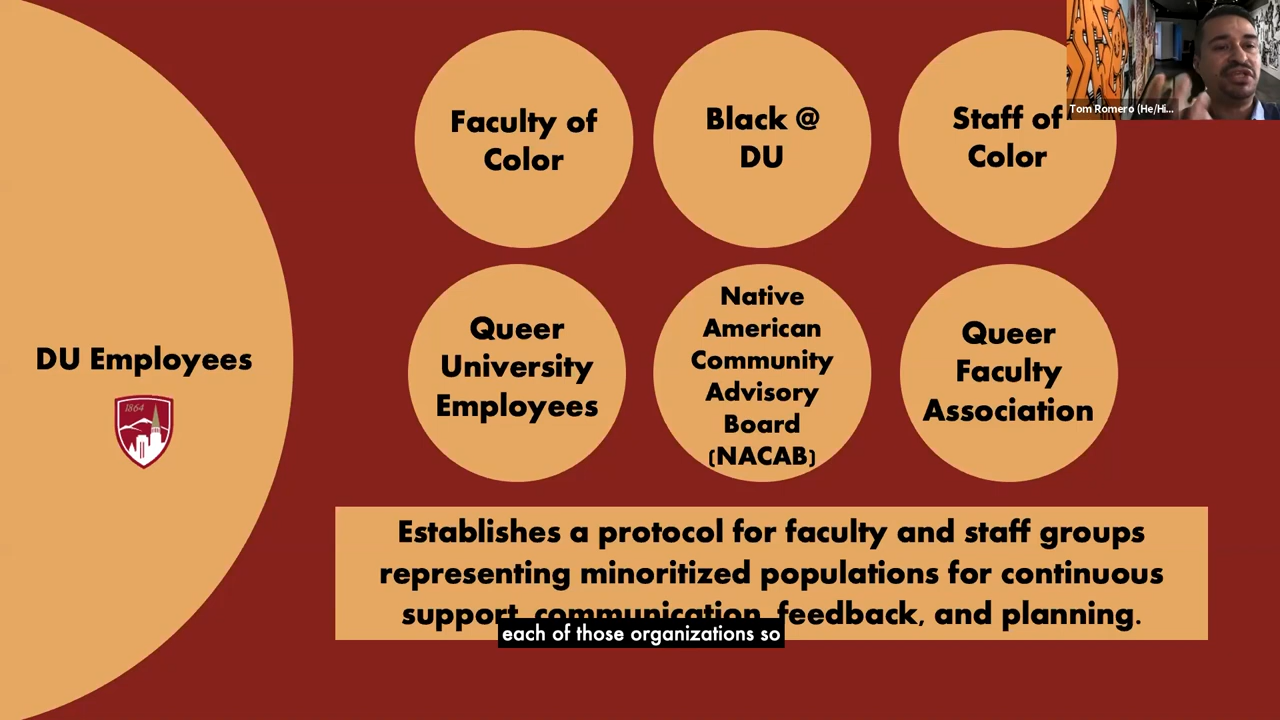 Faculty of
Color
Black @
DU
Staff of
Color
Tom Romero (He/Hi...
DU Employees
1864
Queer
University
Employees
Native
American
Community
Advisory
Board
(NACAB)
Queer
Faculty
Association
Establishes a protocol for faculty and staff groups
representing minoritized populations for continuous
support, communication, feedback, and planning.
each of those organizations so